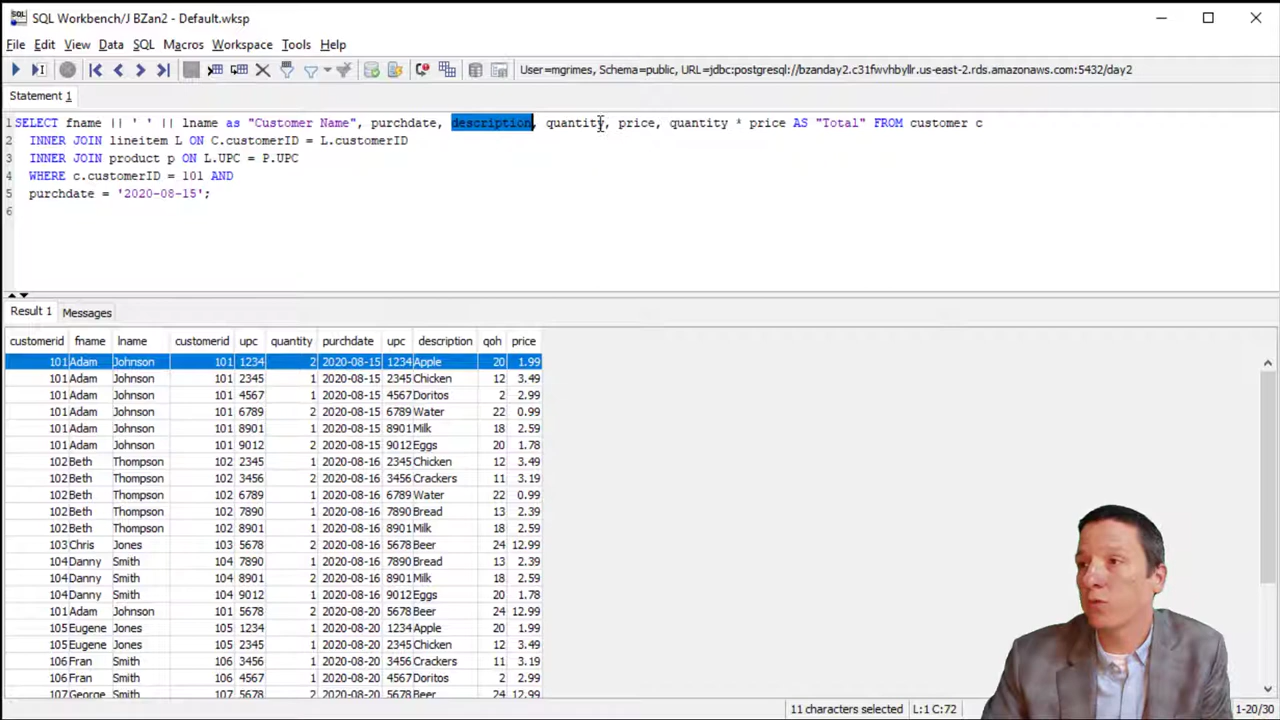 SQL Workbench/J BZan2 - Default.wksp
File Edit View Data SQL Macros Workspace Tools Help
User=mgrimes, Schema=public, URL=jdbc:postgresql://bzanday2.c31fwvhbyllr.us-east-2.rds.amazonaws.com:5432/day2
Statement 1
1 SELECT fname || ' ' || lname as "Customer Name", purchdate, description, quantity, price, quantity * price AS "Total" FROM customer c
2 INNER JOIN lineitem L ON C.customerID = L.customerID
3 INNER JOIN product p ON L.UPC = P.UPC
4 WHERE c.customerID = 101 AND
5 purchdate = '2020-08-15';
6
Result 1 Messages
customerid fname lname customerid upc quantity purchdate upc description qoh price
101 Adam Johnson 101 1234 2 2020-08-15 1234 Apple 20 1.99
101 Adam Johnson 101 2345 1 2020-08-15 2345 Chicken 12 3.49
101 Adam Johnson 101 4567 1 2020-08-15 4567 Doritos 2 2.99
101 Adam Johnson 101 6789 2 2020-08-15 6789 Water 22 0.99
101 Adam Johnson 101 8901 1 2020-08-15 8901 Milk 18 2.59
101 Adam Johnson 101 9012 2 2020-08-15 9012 Eggs 20 1.78
102 Beth Thompson 102 2345 1 2020-08-16 2345 Chicken 12 3.49
102 Beth Thompson 102 3456 2 2020-08-16 3456 Crackers 11 3.19
102 Beth Thompson 102 6789 1 2020-08-16 6789 Water 22 0.99
102 Beth Thompson 102 7890 1 2020-08-16 7890 Bread 13 2.39
102 Beth Thompson 102 8901 1 2020-08-16 8901 Milk 18 2.59
103 Chris Jones 103 5678 2 2020-08-16 5678 Beer 24 12.99
104 Danny Smith 104 7890 1 2020-08-16 7890 Bread 13 2.39
104 Danny Smith 104 8901 2 2020-08-16 8901 Milk 18 2.59
104 Danny Smith 104 9012 1 2020-08-16 9012 Eggs 20 1.78
101 Adam Johnson 101 5678 2 2020-08-20 5678 Beer 24 12.99
105 Eugene Jones 105 1234 1 2020-08-20 1234 Apple 20 1.99
105 Eugene Jones 105 2345 1 2020-08-20 2345 Chicken 12 3.49
106 Fran Smith 106 3456 1 2020-08-20 3456 Crackers 11 3.19
106 Fran Smith 106 4567 1 2020-08-20 4567 Doritos 2 2.99
107 George Smith 107 5678 2 2020-08-20 5678 Beer 24 12.99
11 characters selected L:1 C:72 1-20/30